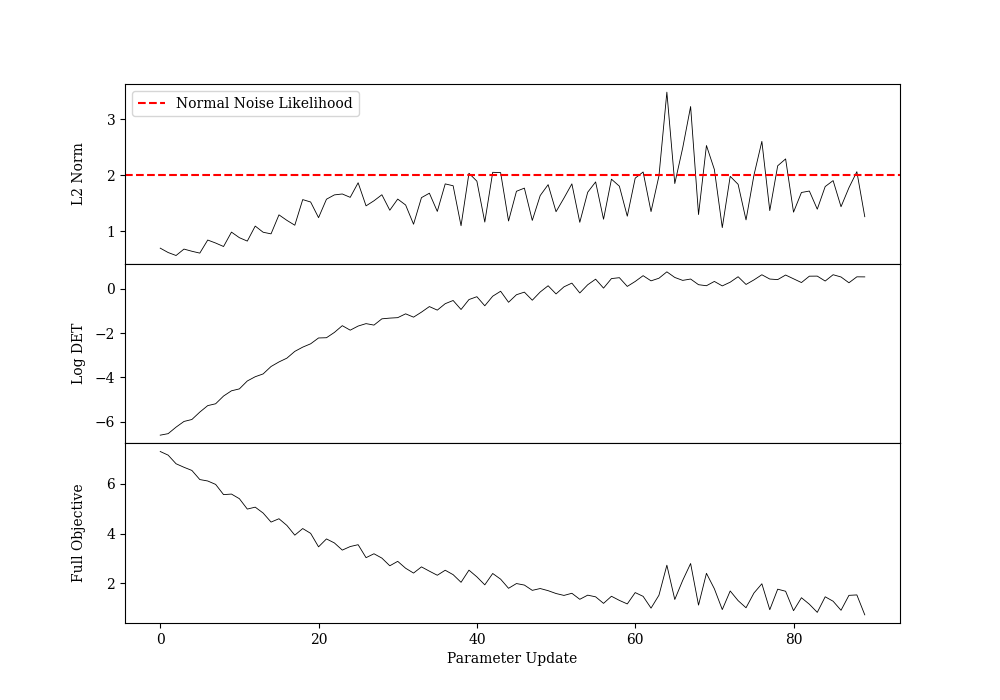 Normal Noise Likelihood
3
2
1
L2 Norm
0
−2
−4
−6
Log DET
6
4
2
Full Objective
0 20 40 60 80
Parameter Update